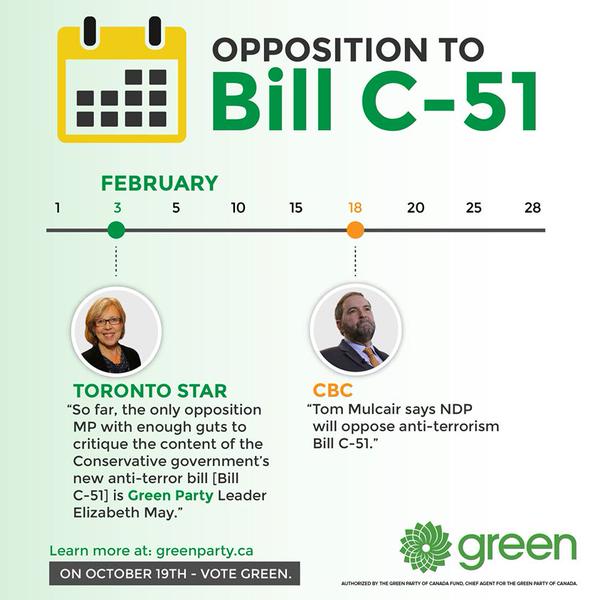 OPPOSITION TO
Bill C-51
FEBRUARY
1 3 5 10 15 18 20 25 28
TORONTO STAR
“So far, the only opposition
MP with enough guts to
critique the content of the
Conservative government’s
new anti-terror bill [Bill
C-51] is Green Party Leader
Elizabeth May.”
CBC
“Tom Mulcair says NDP
will oppose anti-terrorism
Bill C-51.”
Learn more at: greenparty.ca
ON OCTOBER 19TH - VOTE GREEN.
green
AUTHORIZED BY THE GREEN PARTY OF CANADA FUND, CHIEF AGENT FOR THE GREEN PARTY OF CANADA.